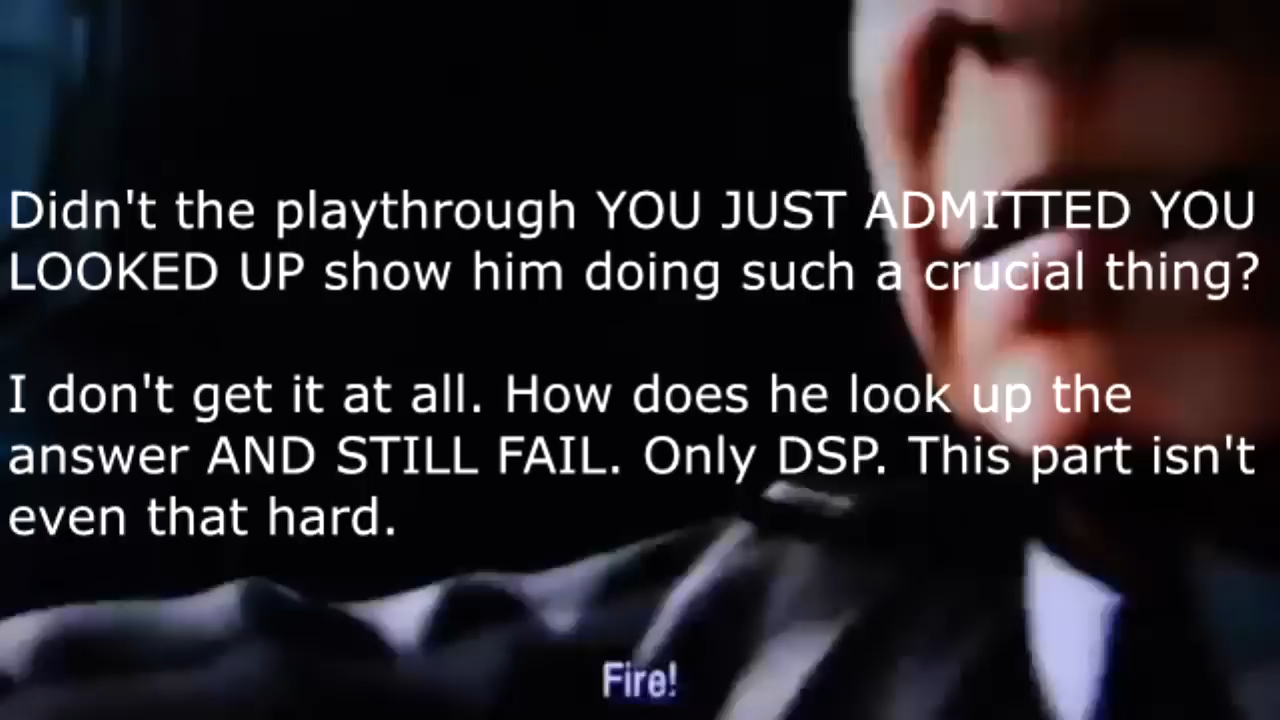 Didn't the playthrough YOU JUST ADMITTED YOU
LOOKED UP show him doing such a crucial thing?
I don't get it at all. How does he look up the
answer AND STILL FAIL. Only DSP. This part isn't
even that hard.
Fire!